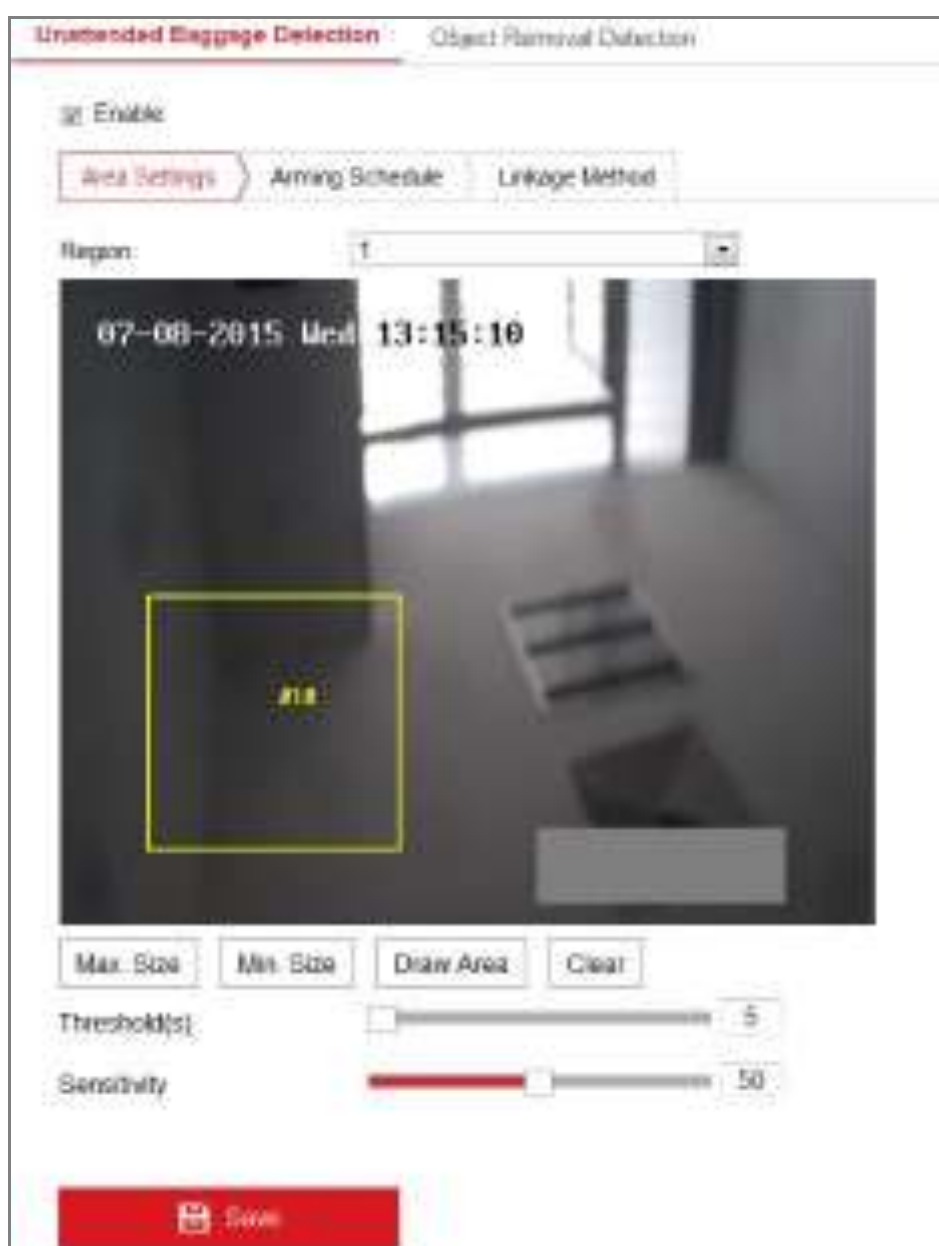 Unattended Baggage Detection Object Removal Detection
Enable
Area Settings Arming Schedule Linkage Method
Region 1
07-08-2015 Wed 13:15:10
Max. Size Min. Size Draw Area Clear
Threshold(s) 5
Sensitivity 50
Save